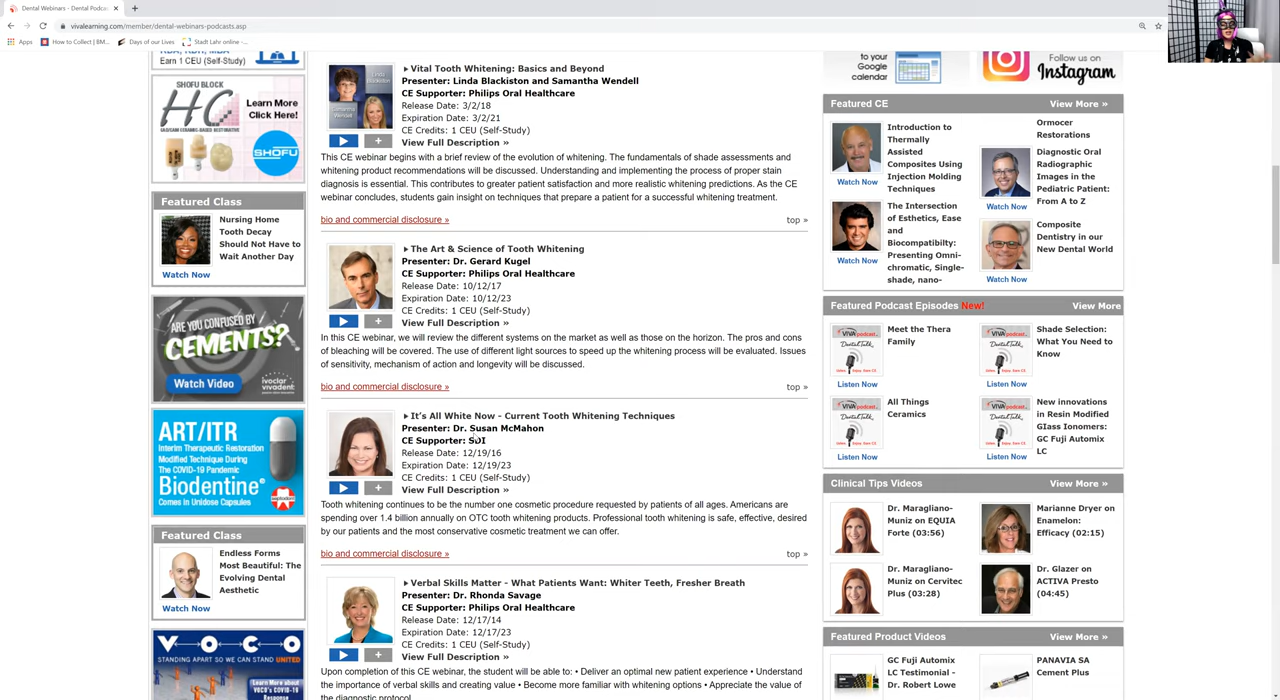 Dental Webinars - Dental Podcas
vivalearning.com/member/dental-webinars-podcasts.asp
Apps
How to Collect | BM...
Days of our Lives
Stadt Lahr online -...
Earn 1 CEU (Self-Study)
SHOFU BLOCK
HC
CAD/CAM CERAMIC-BASED RESTORATIVE
Learn More
Click Here!
SHOFU
Featured Class
Nursing Home
Tooth Decay
Should Not Have to
Wait Another Day
Watch Now
ARE YOU CONFUSED BY
CEMENTS?
Watch Video
ivoclar
vivadent
ART/ITR
Interim Therapeutic Restoration
Modified Technique During
The COVID-19 Pandemic
Biodentine
Comes in Unidose Capsules
septodont
Featured Class
Endless Forms
Most Beautiful: The
Evolving Dental
Aesthetic
Watch Now
VOCO
STANDING APART SO WE CAN STAND UNITED
Learn More about
VOCO's COVID-19
Response
Linda
Blackiston
Samantha
Wendell
Vital Tooth Whitening: Basics and Beyond
Presenter: Linda Blackiston and Samantha Wendell
CE Supporter: Philips Oral Healthcare
Release Date: 3/2/18
Expiration Date: 3/2/21
CE Credits: 1 CEU (Self-Study)
View Full Description »
This CE webinar begins with a brief review of the evolution of whitening. The fundamentals of shade assessments and
whitening product recommendations will be discussed. Understanding and implementing the process of proper stain
diagnosis is essential. This contributes to greater patient satisfaction and more realistic whitening predictions. As the CE
webinar concludes, students gain insight on techniques that prepare a patient for a successful whitening treatment.
bio and commercial disclosure »
top »
The Art & Science of Tooth Whitening
Presenter: Dr. Gerard Kugel
CE Supporter: Philips Oral Healthcare
Release Date: 10/12/17
Expiration Date: 10/12/23
CE Credits: 1 CEU (Self-Study)
View Full Description »
In this CE webinar, we will review the different systems on the market as well as those on the horizon. The pros and cons
of bleaching will be covered. The use of different light sources to speed up the whitening process will be evaluated. Issues
of sensitivity, mechanism of action and longevity will be discussed.
bio and commercial disclosure »
top »
It's All White Now - Current Tooth Whitening Techniques
Presenter: Dr. Susan McMahon
CE Supporter: SDI
Release Date: 12/19/16
Expiration Date: 12/19/23
CE Credits: 1 CEU (Self-Study)
View Full Description »
Tooth whitening continues to be the number one cosmetic procedure requested by patients of all ages. Americans are
spending over 1.4 billion annually on OTC tooth whitening products. Professional tooth whitening is safe, effective, desired
by our patients and the most conservative cosmetic treatment we can offer.
bio and commercial disclosure »
top »
Verbal Skills Matter - What Patients Want: Whiter Teeth, Fresher Breath
Presenter: Dr. Rhonda Savage
CE Supporter: Philips Oral Healthcare
Release Date: 12/17/14
Expiration Date: 12/17/23
CE Credits: 1 CEU (Self-Study)
View Full Description »
Upon completion of this CE webinar, the student will be able to: • Deliver an optimal new patient experience • Understand
the importance of verbal skills and creating value • Become more familiar with whitening options • Appreciate the value of
the diagnostic protocol
to your
Google
calendar
Follow us on
Instagram
Featured CE
View More »
Introduction to
Thermally
Assisted
Composites Using
Injection Molding
Techniques
Watch Now
Ormocer
Restorations
Diagnostic Oral
Radiographic
Images in the
Pediatric Patient:
From A to Z
Watch Now
The Intersection
of Esthetics, Ease
and
Biocompatibilty:
Presenting Omni-
chromatic, Single-
shade, nano-
Watch Now
Composite
Dentistry in our
New Dental World
Watch Now
Featured Podcast Episodes New!
View More
Meet the Thera
Family
Listen Now
Shade Selection:
What You Need to
Know
Listen Now
All Things
Ceramics
Listen Now
New innovations
in Resin Modified
Glass Ionomers:
GC Fuji Automix
LC
Listen Now
Clinical Tips Videos
View More »
Dr. Maragliano-
Muniz on EQUIA
Forte (03:56)
Marianne Dryer on
Enamelon:
Efficacy (02:15)
Dr. Maragliano-
Muniz on Cervitec
Plus (03:28)
Dr. Glazer on
ACTIVA Presto
(04:45)
Featured Product Videos
View More »
GC Fuji Automix
LC Testimonial -
Dr. Robert Lowe
PANAVIA SA
Cement Plus